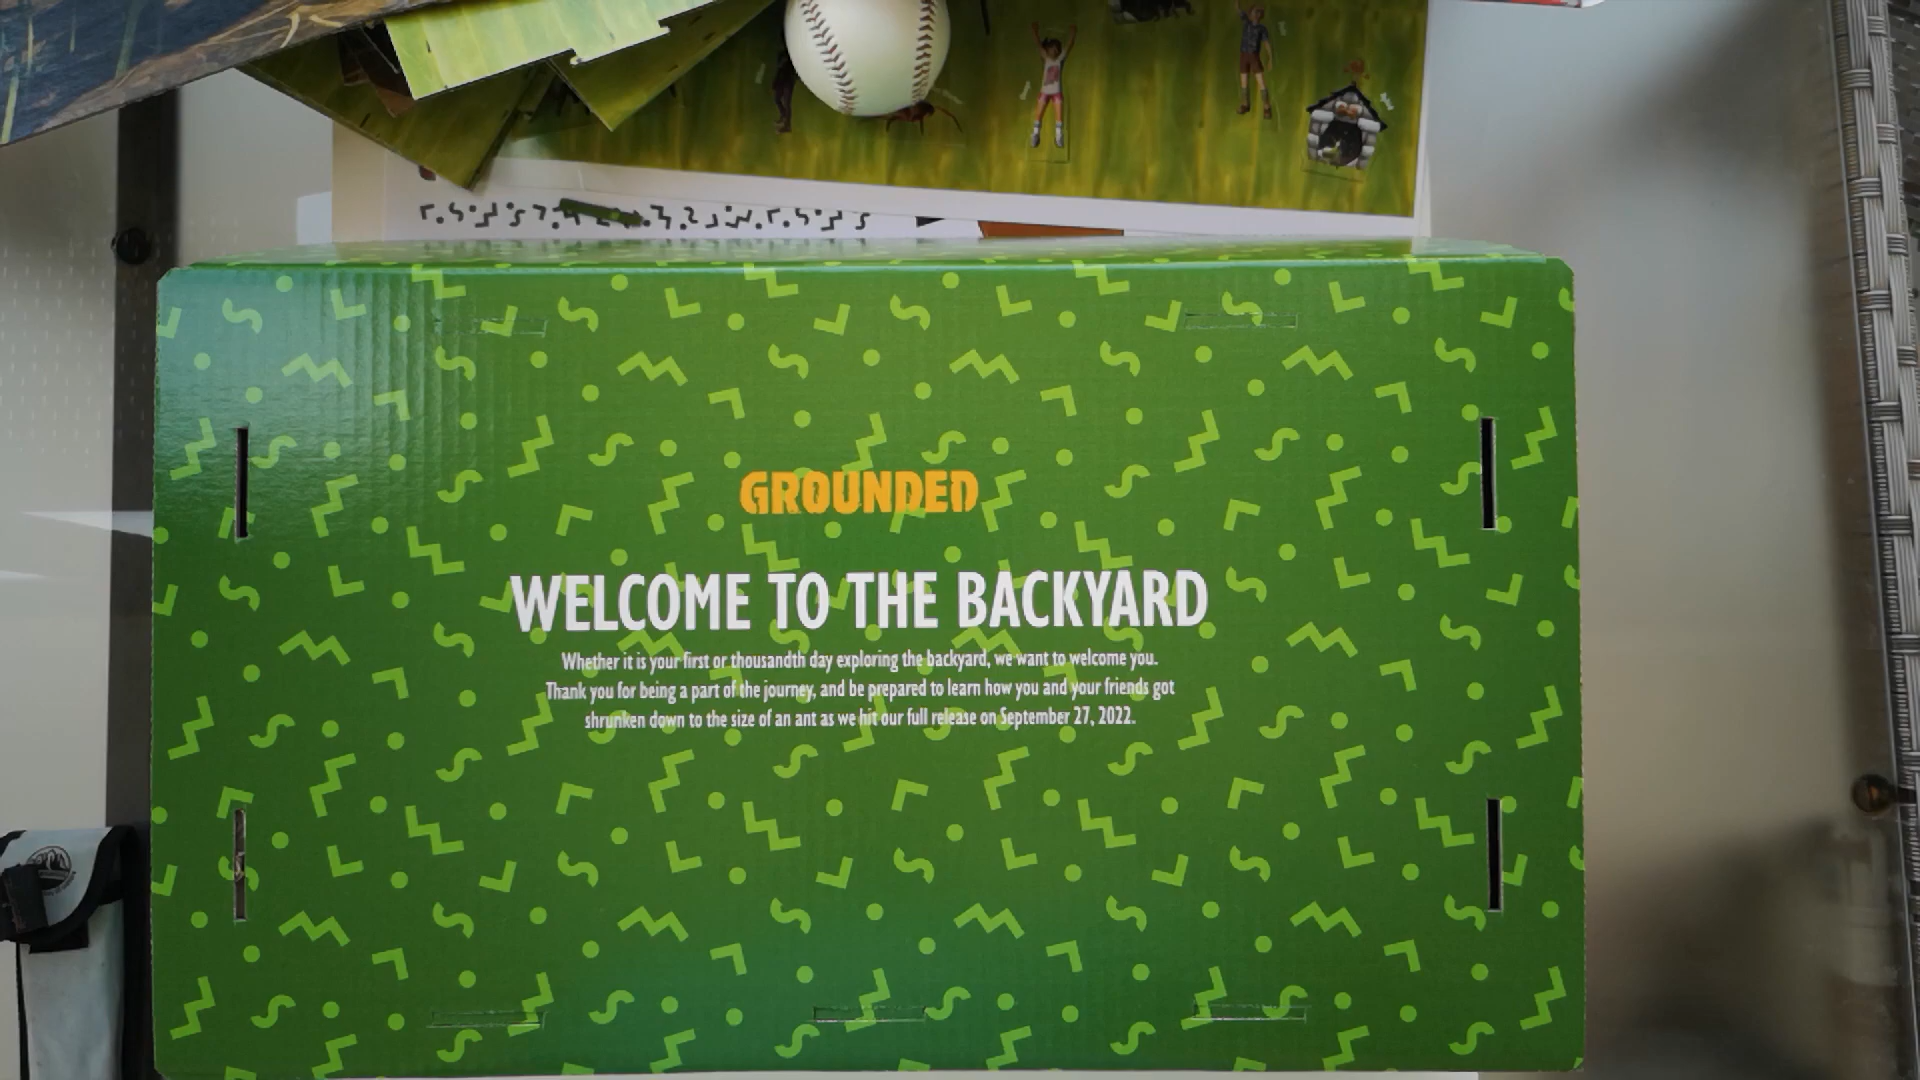 GROUNDED
WELCOME TO THE BACKYARD
Whether it is your first or thousandth day exploring the backyard, we want to welcome you.
Thank you for being a part of the journey, and be prepared to learn how you and your friends got
shrunken down to the size of an ant as we hit our full release on September 27, 2022.